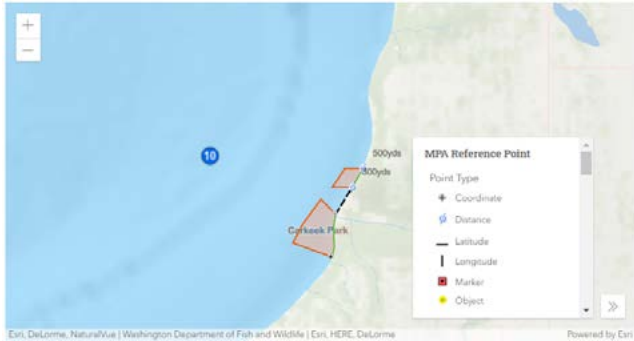 +
−
10
500yds
300yds
Carkeek Park
MPA Reference Point
Point Type
Coordinate
Distance
Latitude
Longitude
Marker
Object
Esri, DeLorme, NaturalVue | Washington Department of Fish and Wildlife | Esri, HERE, DeLorme
Powered by Esri